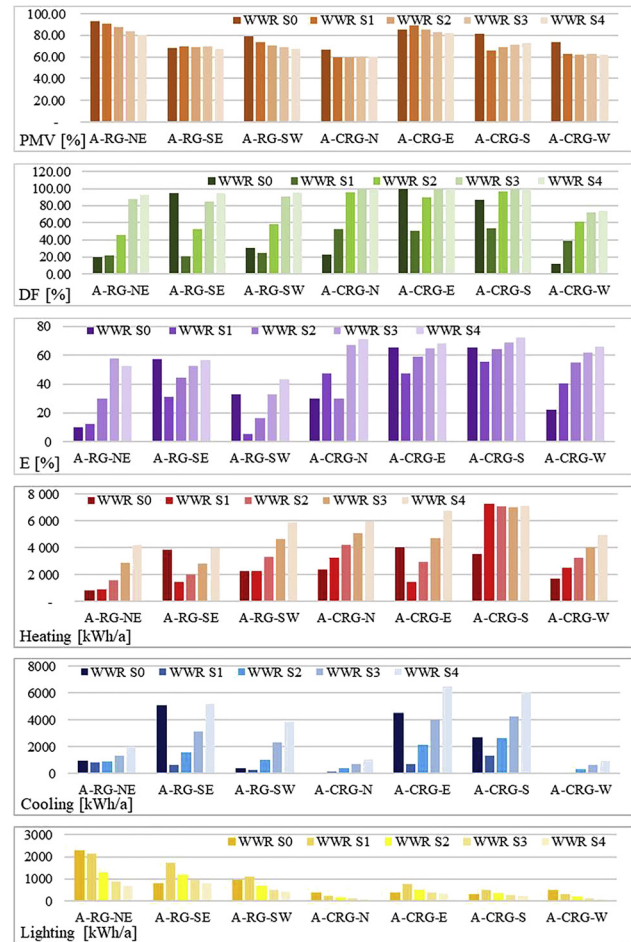 100.00 WWR S0 WWR S1 WWR S2 WWR S3 WWR S4
80.00
60.00
40.00
20.00
-
PMV [%] A-RG-NE A-RG-SE A-RG-SW A-CRG-N A-CRG-E A-CRG-S A-CRG-W
120.00
100.00 WWR S0 WWR S1 WWR S2 WWR S3 WWR S4
80.00
60.00
40.00
20.00
0.00
DF [%] A-RG-NE A-RG-SE A-RG-SW A-CRG-N A-CRG-E A-CRG-S A-CRG-W
80 WWR S0 WWR S1 WWR S2 WWR S3 WWR S4
60
40
20
0
E [%] A-RG-NE A-RG-SE A-RG-SW A-CRG-N A-CRG-E A-CRG-S A-CRG-W
8 000 WWR S0 WWR S1 WWR S2 WWR S3 WWR S4
6 000
4 000
2 000
-
A-RG-NE A-RG-SE A-RG-SW A-CRG-N A-CRG-E A-CRG-S A-CRG-W
Heating [kWh/a]
8000 WWR S0 WWR S1 WWR S2 WWR S3 WWR S4
6000
4000
2000
0
A-RG-NE A-RG-SE A-RG-SW A-CRG-N A-CRG-E A-CRG-S A-CRG-W
Cooling [kWh/a]
3000 WWR S0 WWR S1 WWR S2 WWR S3 WWR S4
2000
1000
0
A-RG-NE A-RG-SE A-RG-SW A-CRG-N A-CRG-E A-CRG-S A-CRG-W
Lighting [kWh/a]